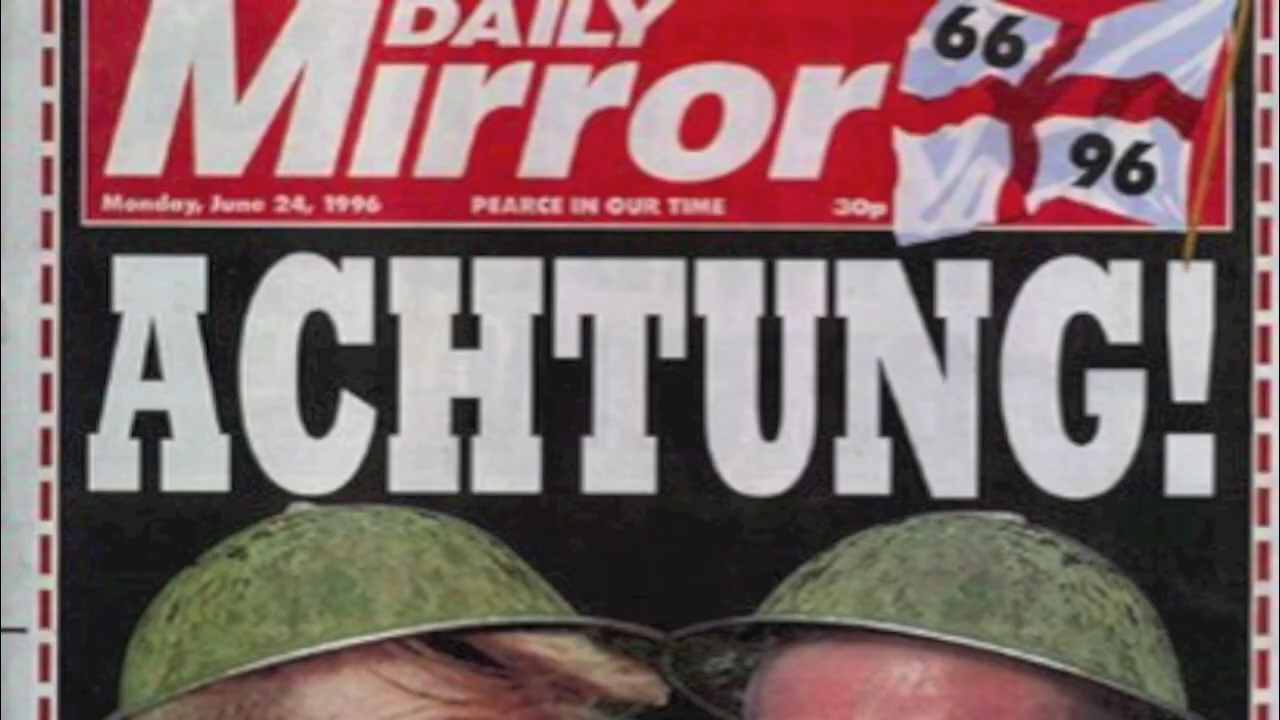 DAILY
Mirror
66
96
Monday, June 24, 1996 PEARCE IN OUR TIME 30p
ACHTUNG!